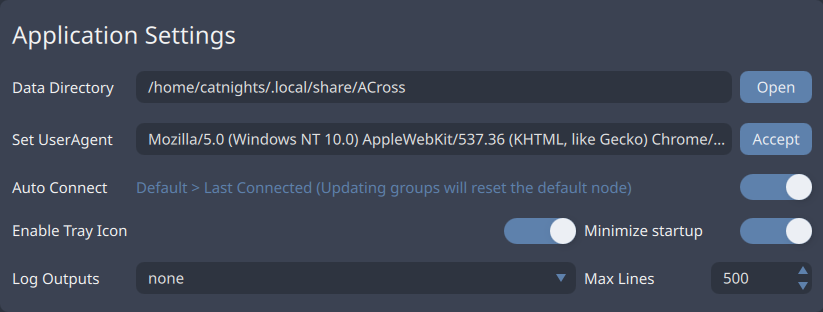 Application Settings
Data Directory /home/catnights/.local/share/ACross Open
Set UserAgent Mozilla/5.0 (Windows NT 10.0) AppleWebKit/537.36 (KHTML, like Gecko) Chrome/... Accept
Auto Connect Default > Last Connected (Updating groups will reset the default node)
Enable Tray Icon Minimize startup
Log Outputs none Max Lines 500